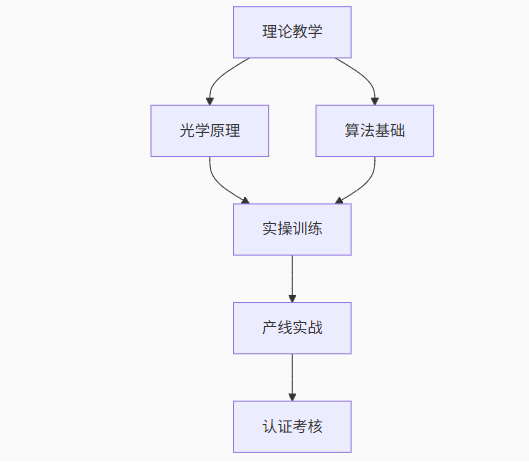 理论教学
光学原理
算法基础
实操训练
产线实战
认证考核